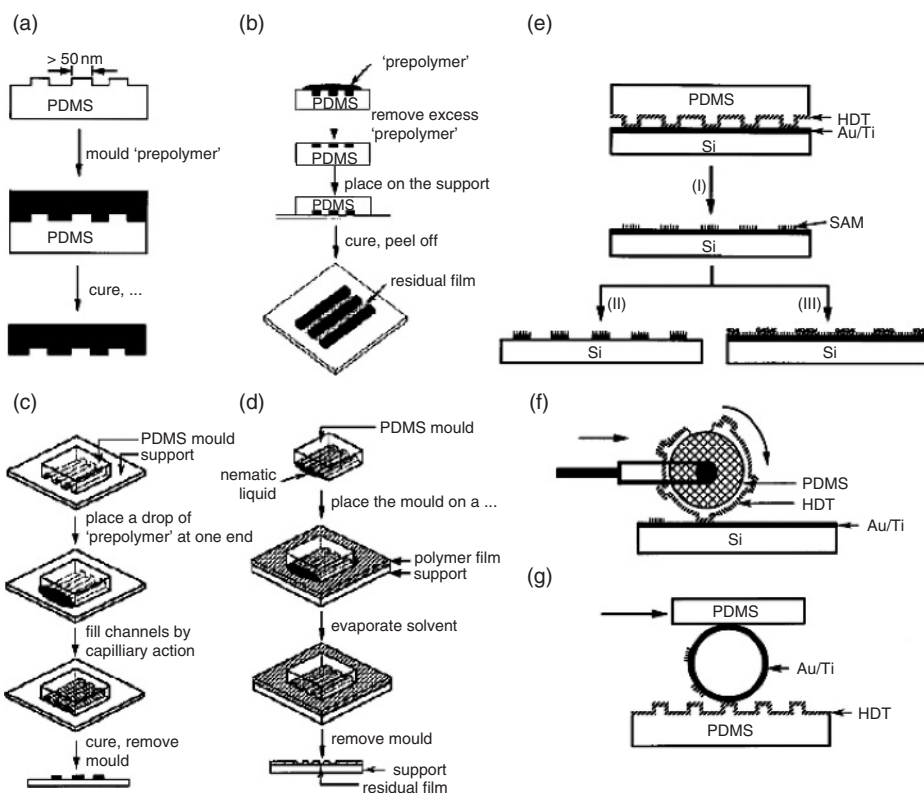 (a)
> 50 nm
PDMS
mould 'prepolymer'
PDMS
cure, ...
(b)
'prepolymer'
PDMS
remove excess
'prepolymer'
PDMS
place on the support
PDMS
cure, peel off
residual film
(e)
PDMS
HDT
Au/Ti
Si
(I)
SAM
Si
(II)
(III)
Si
Si
(c)
PDMS mould
support
place a drop of
'prepolymer' at one end
fill channels by
capilliary action
cure, remove
mould
(d)
PDMS mould
nematic
liquid
place the mould on a ...
polymer film
support
evaporate solvent
remove mould
support
residual film
(f)
PDMS
HDT
Au/Ti
Si
(g)
PDMS
Au/Ti
HDT
PDMS